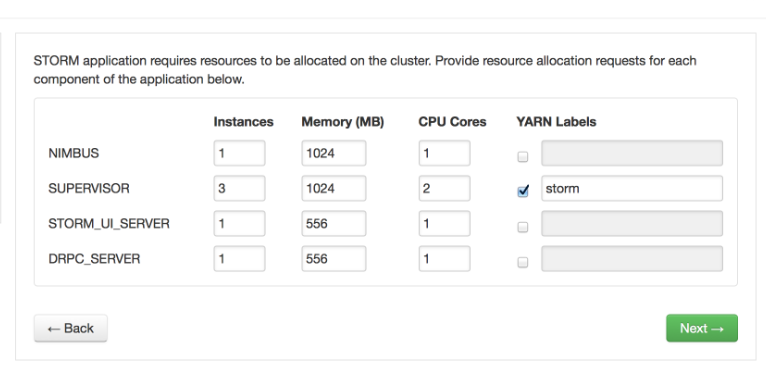 STORM application requires resources to be allocated on the cluster. Provide resource allocation requests for each
component of the application below.
Instances Memory (MB) CPU Cores YARN Labels
NIMBUS 1 1024 1
SUPERVISOR 3 1024 2 storm
STORM_UI_SERVER 1 556 1
DRPC_SERVER 1 556 1
← Back Next →